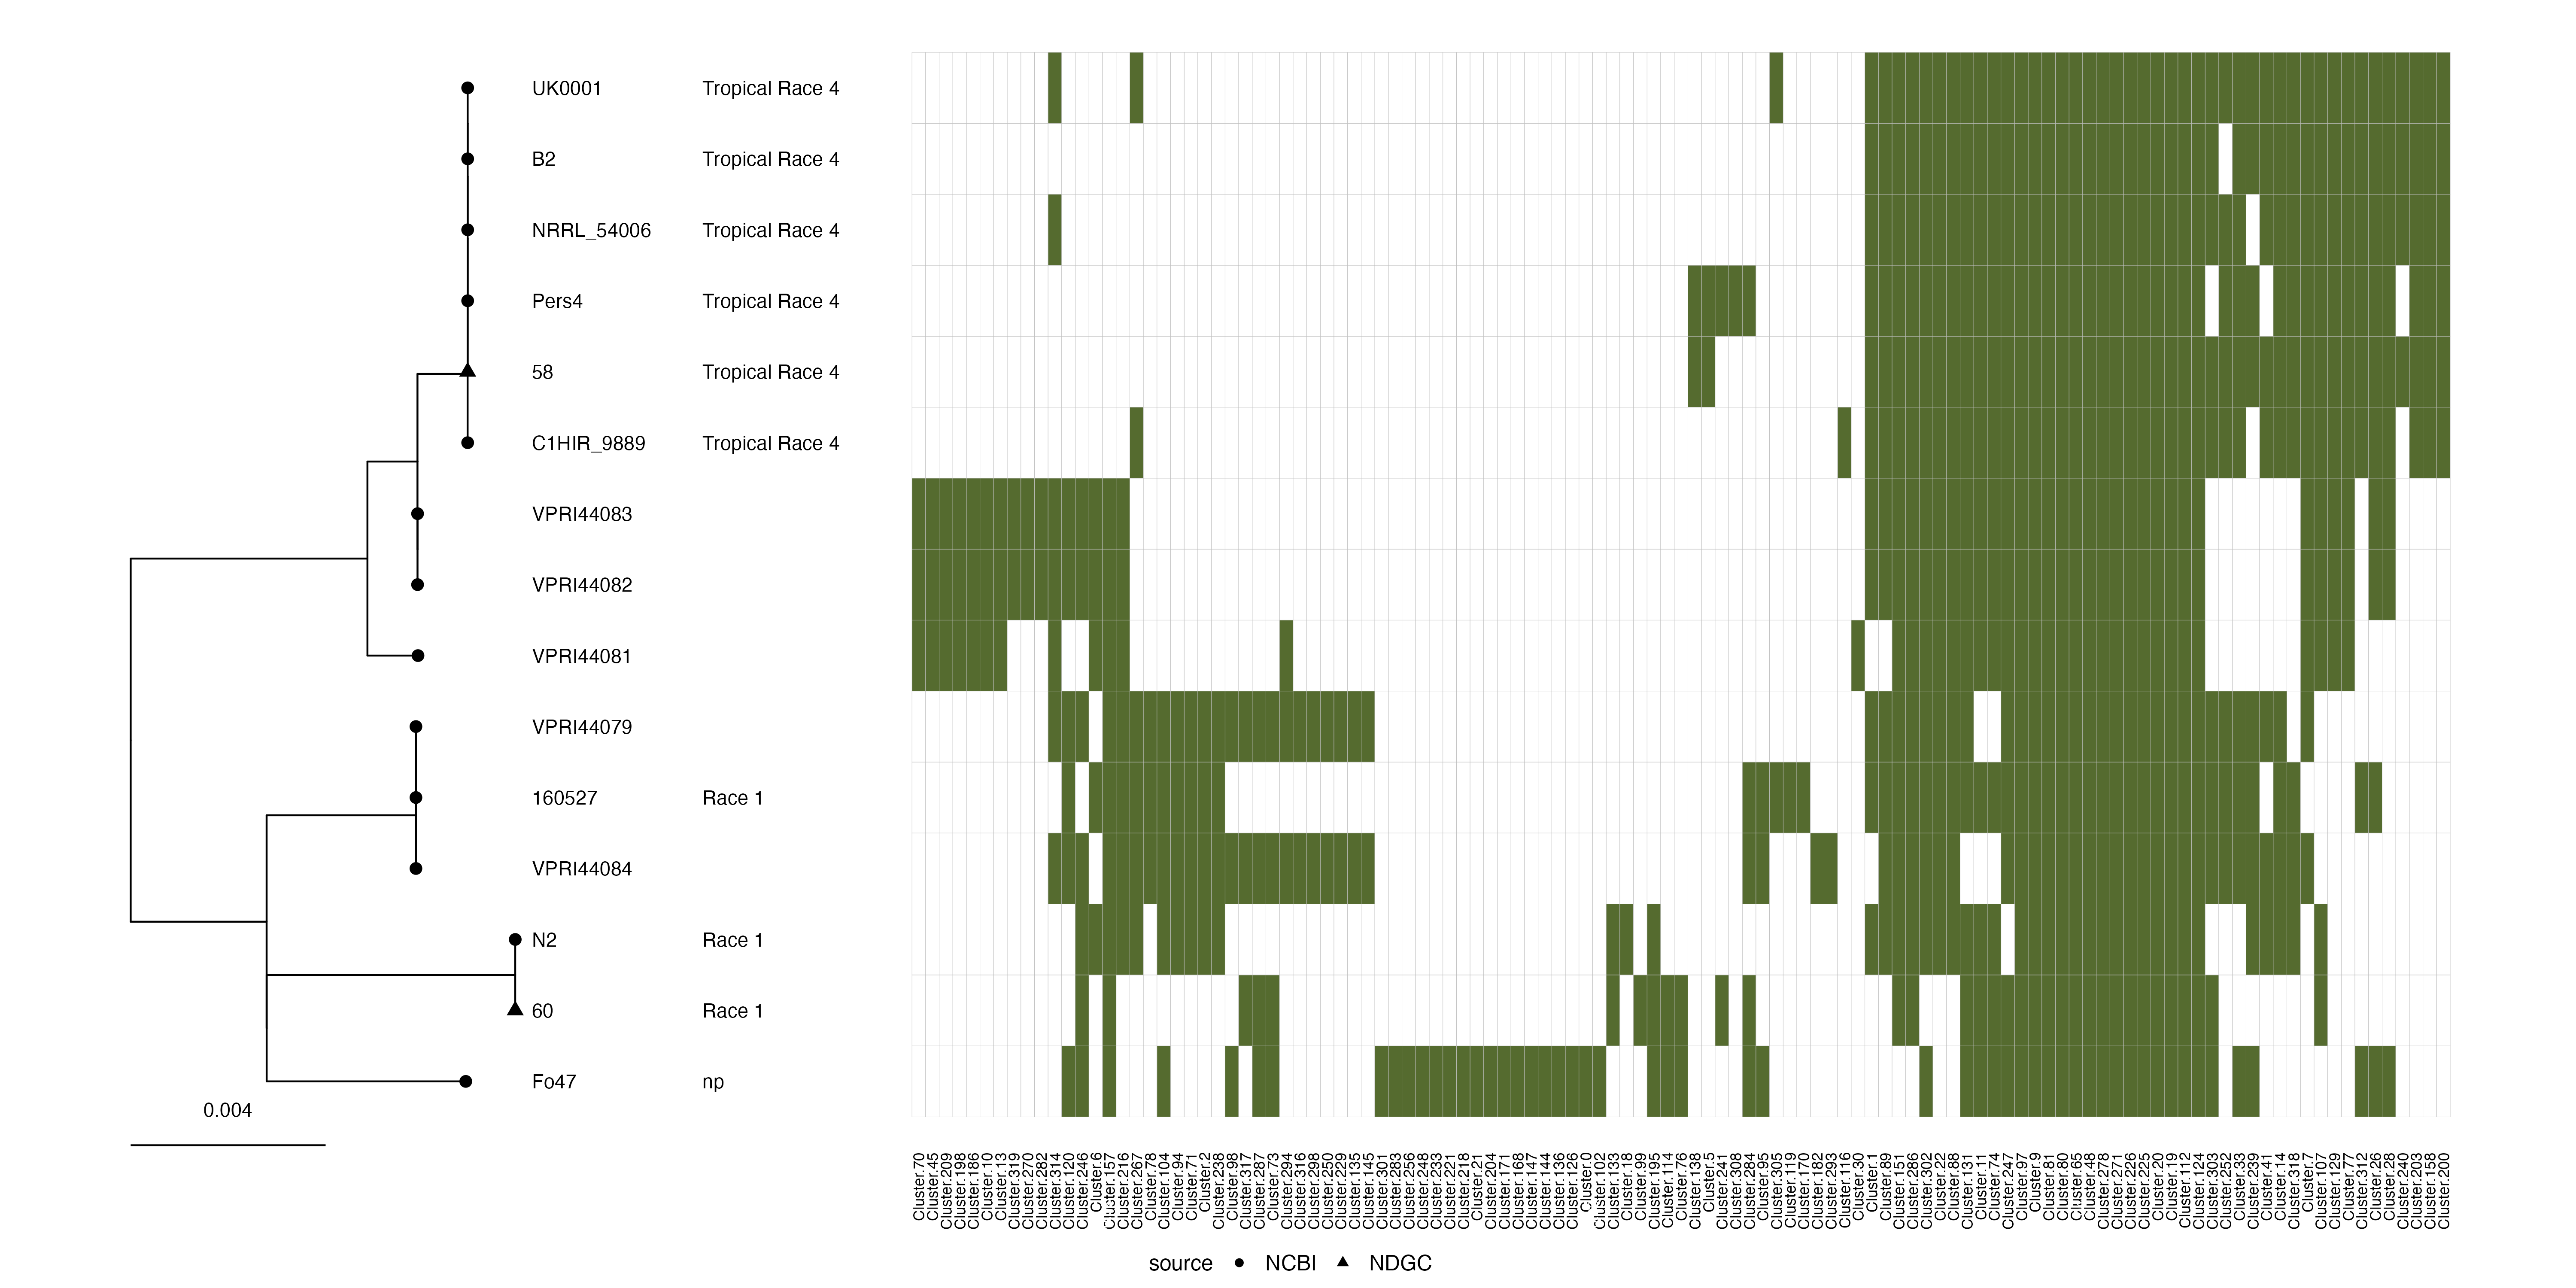 UK0001 Tropical Race 4
B2 Tropical Race 4
NRRL_54006 Tropical Race 4
Pers4 Tropical Race 4
58 Tropical Race 4
C1HIR_9889 Tropical Race 4
VPRI44083
VPRI44082
VPRI44081
VPRI44079
160527 Race 1
VPRI44084
N2 Race 1
60 Race 1
Fo47 np
0.004
Cluster.70
Cluster.45
Cluster.209
Cluster.198
Cluster.186
Cluster.10
Cluster.13
Cluster.319
Cluster.270
Cluster.282
Cluster.314
Cluster.120
Cluster.246
Cluster.6
Cluster.157
Cluster.216
Cluster.267
Cluster.78
Cluster.104
Cluster.94
Cluster.71
Cluster.2
Cluster.238
Cluster.98
Cluster.317
Cluster.287
Cluster.73
Cluster.294
Cluster.316
Cluster.298
Cluster.250
Cluster.229
Cluster.135
Cluster.145
Cluster.301
Cluster.283
Cluster.256
Cluster.248
Cluster.233
Cluster.221
Cluster.218
Cluster.21
Cluster.204
Cluster.171
Cluster.168
Cluster.147
Cluster.144
Cluster.136
Cluster.126
Cluster.0
Cluster.102
Cluster.133
Cluster.18
Cluster.99
Cluster.195
Cluster.114
Cluster.76
Cluster.138
Cluster.5
Cluster.241
Cluster.308
Cluster.284
Cluster.95
Cluster.305
Cluster.119
Cluster.170
Cluster.182
Cluster.293
Cluster.116
Cluster.30
Cluster.1
Cluster.89
Cluster.151
Cluster.286
Cluster.302
Cluster.22
Cluster.88
Cluster.131
Cluster.11
Cluster.74
Cluster.247
Cluster.97
Cluster.9
Cluster.81
Cluster.80
Cluster.65
Cluster.48
Cluster.278
Cluster.271
Cluster.226
Cluster.225
Cluster.20
Cluster.19
Cluster.112
Cluster.124
Cluster.303
Cluster.252
Cluster.33
Cluster.239
Cluster.41
Cluster.14
Cluster.318
Cluster.7
Cluster.107
Cluster.129
Cluster.77
Cluster.312
Cluster.26
Cluster.28
Cluster.240
Cluster.203
Cluster.158
Cluster.200
source NCBI NDGC